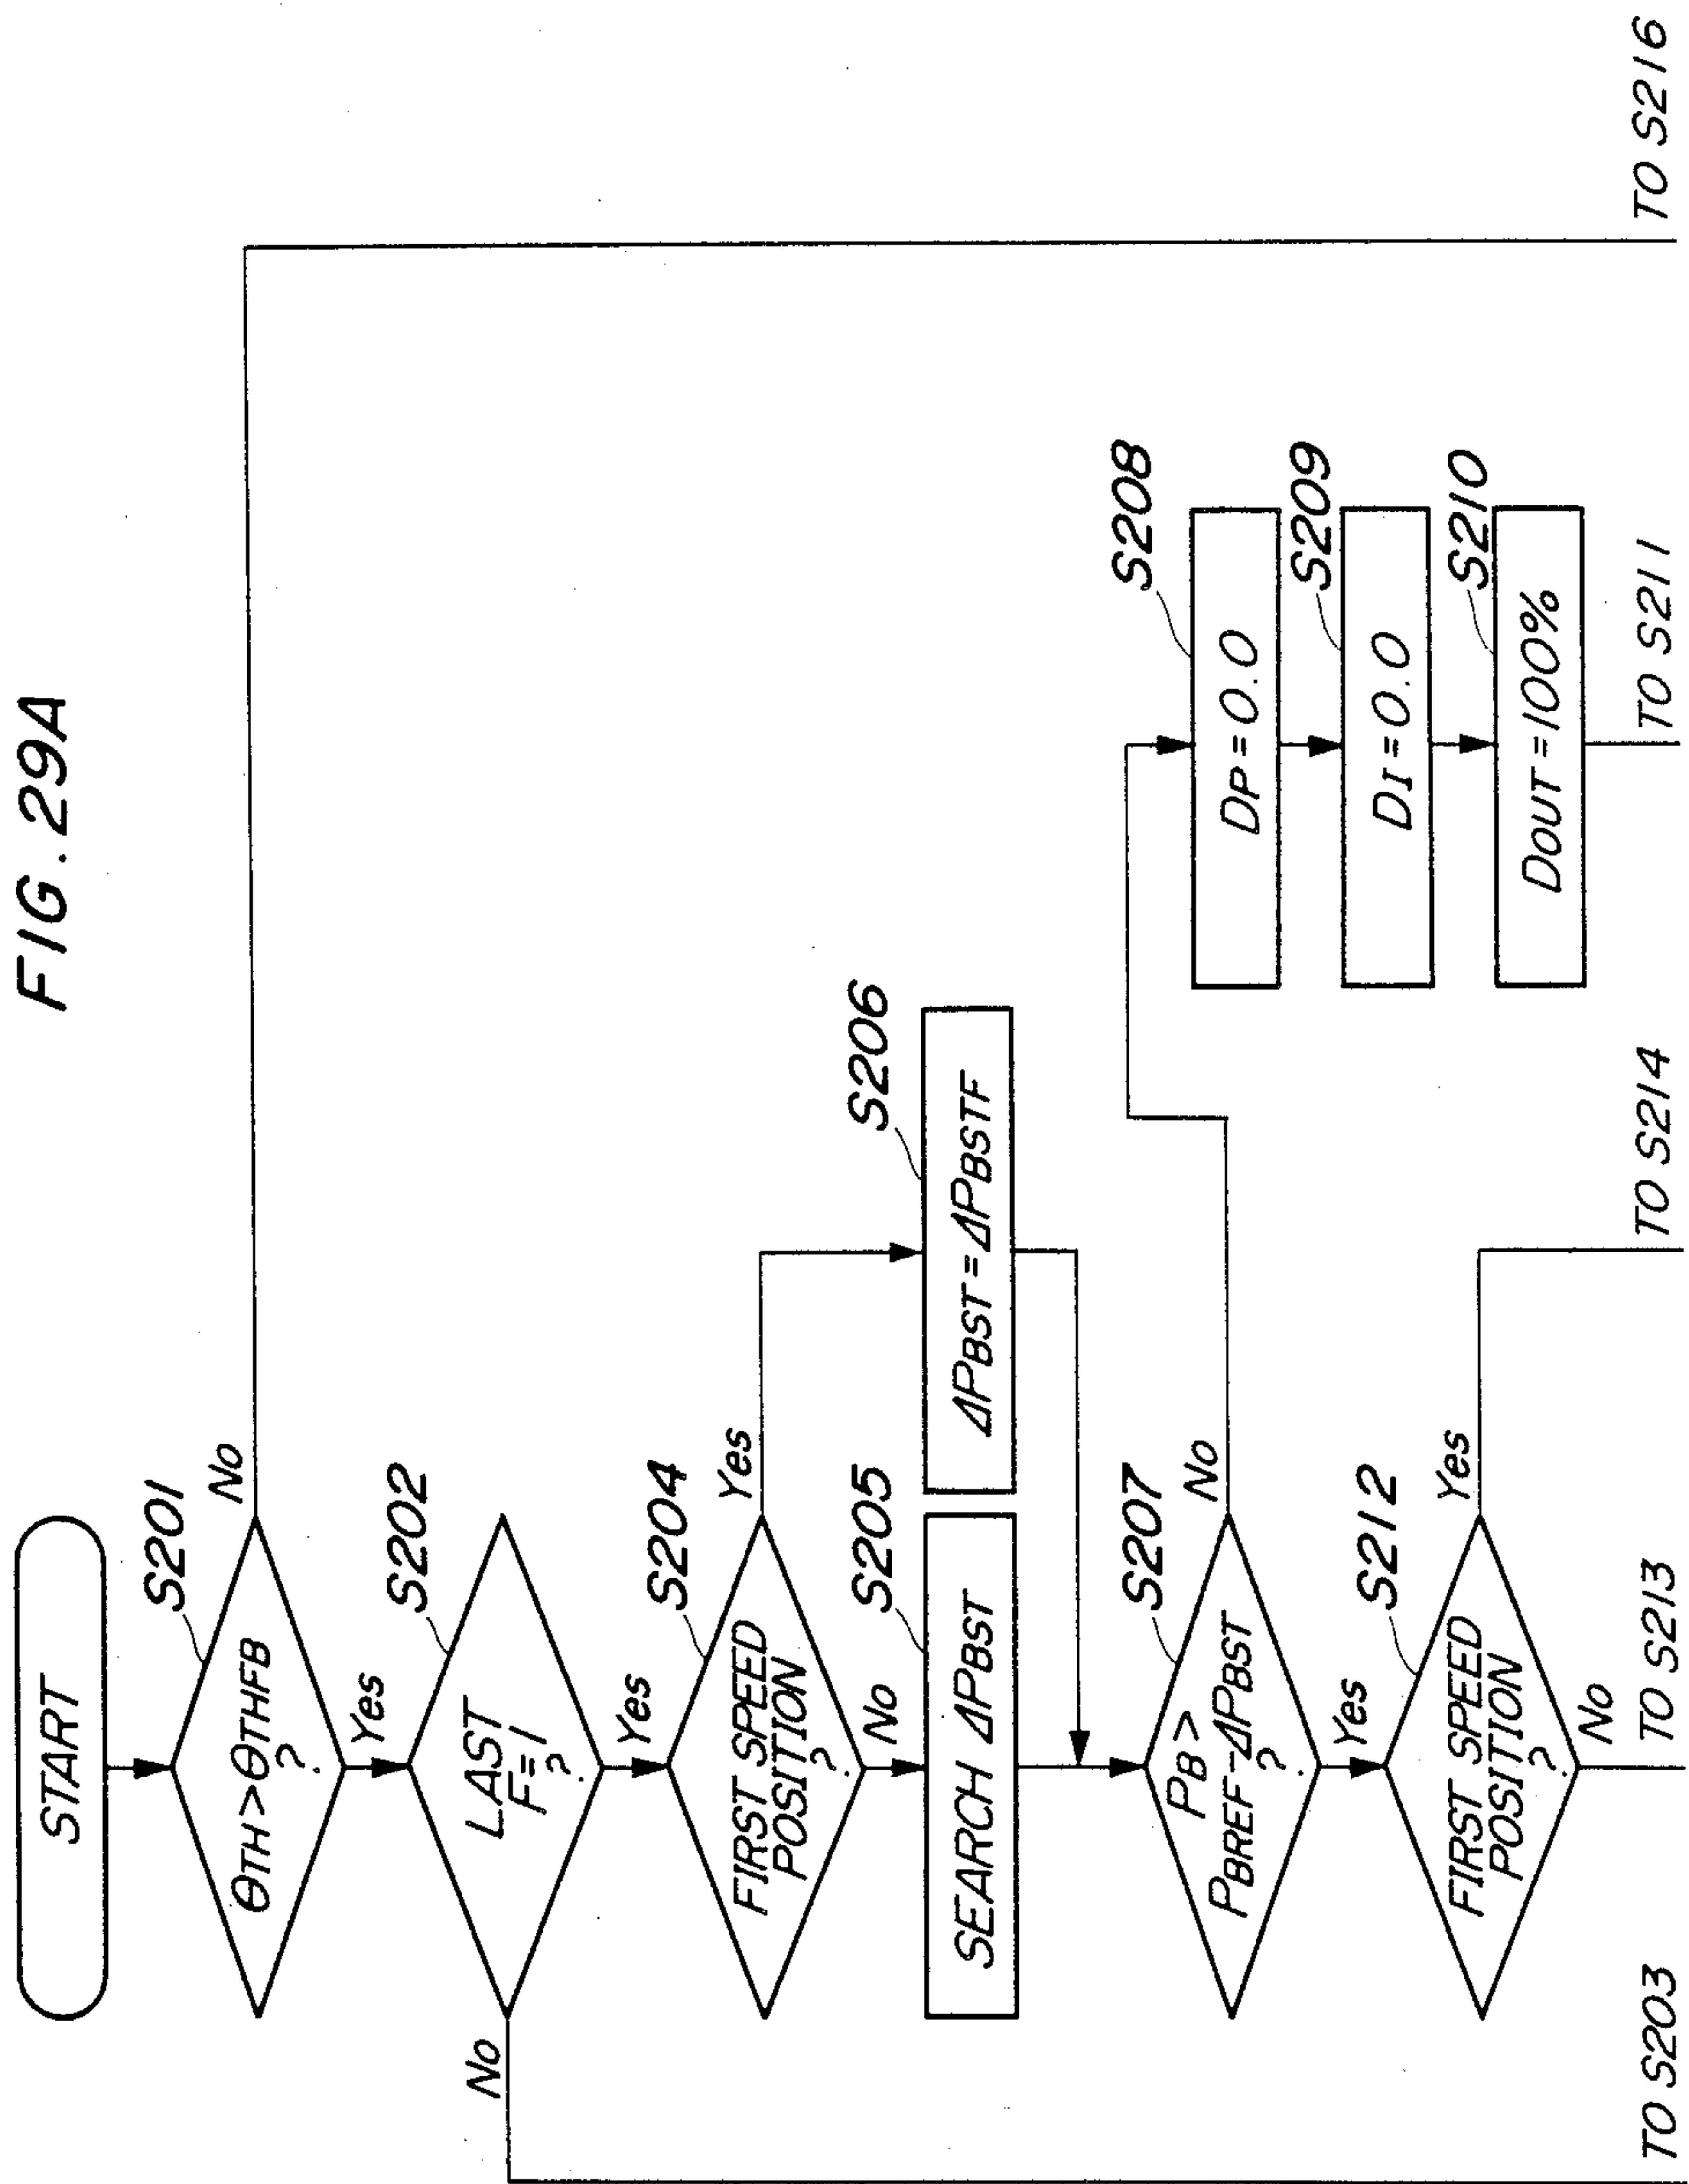 FIG. 29A
START
S201
θTH>θTHFB
?
No
Yes
S202
LAST
F=1
?
No
Yes
S204
FIRST SPEED
POSITION
?
Yes
No
S205
SEARCH ΔPBST
S206
ΔPBST=ΔPBSTF
S207
PB>
PBREF-ΔPBST
?
No
Yes
S208
DP=0.0
S209
DI=0.0
S210
DOUT=100%
S212
FIRST SPEED
POSITION
?
Yes
No
TO S203
TO S213
TO S214
TO S211
TO S216